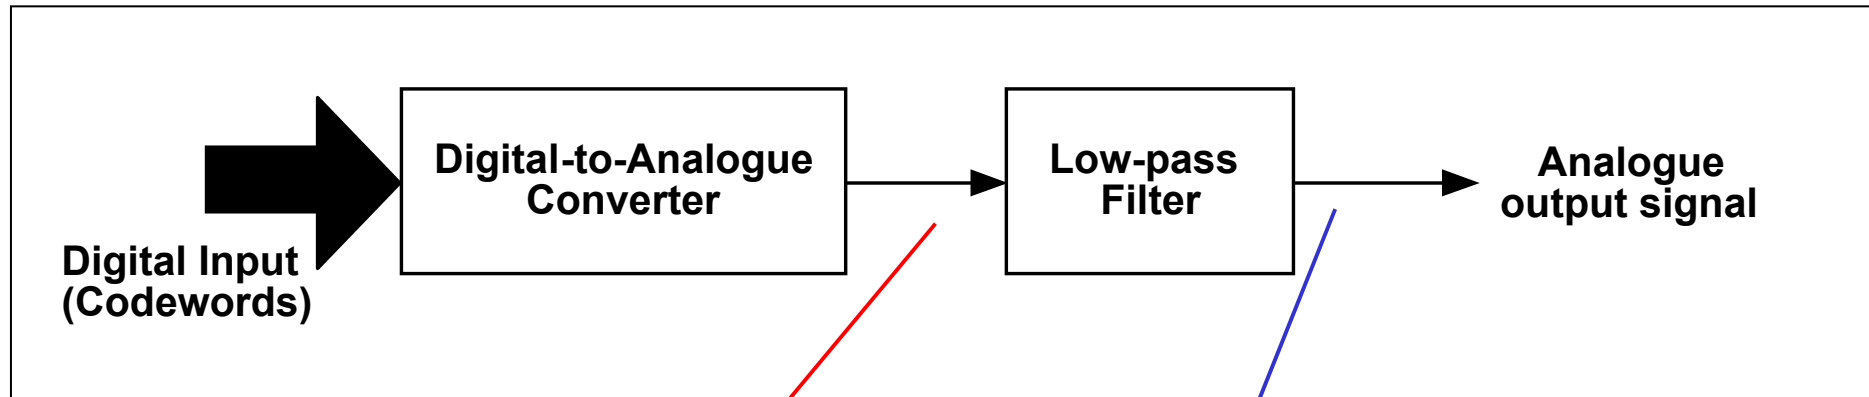 Digital-to-Analogue
Converter
Low-pass
Filter
Analogue
output signal
Digital Input
(Codewords)